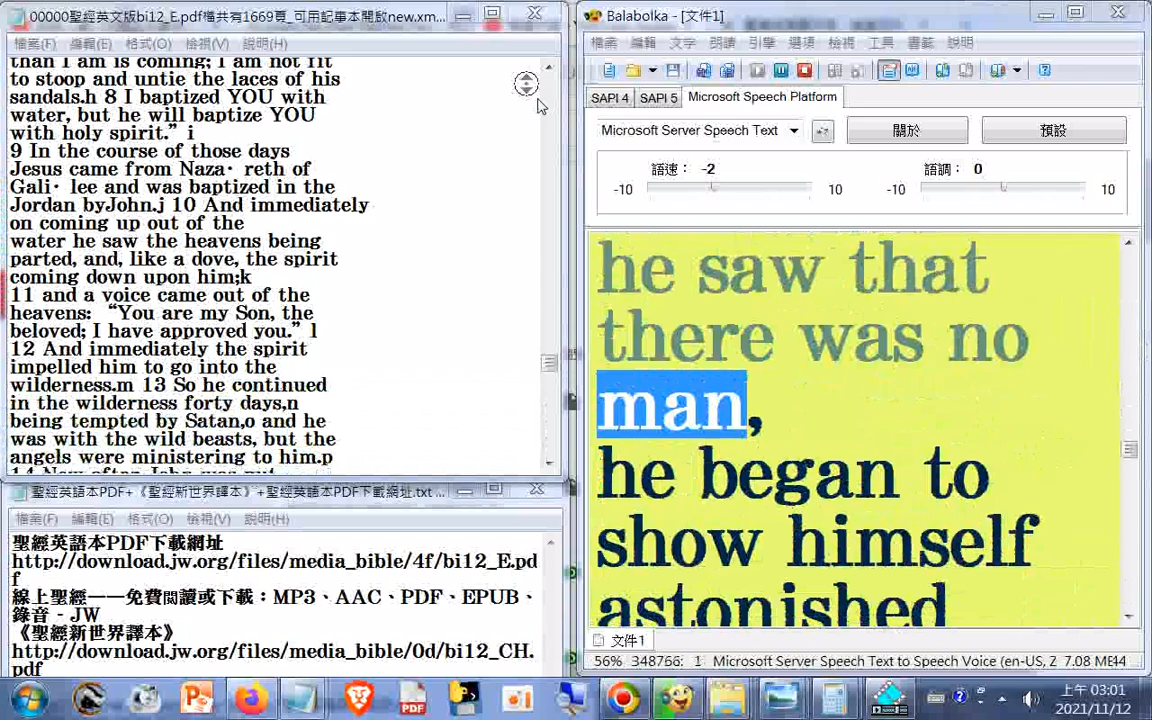 00000聖經英文版bi12_E.pdf檔共有1669頁_可用記事本開啟new.xm...
檔案(F) 編輯(E) 格式(O) 檢視(V) 說明(H)
than I am is coming; I am not fit
to stoop and untie the laces of his
sandals.h 8 I baptized YOU with
water, but he will baptize YOU
with holy spirit.” i
9 In the course of those days
Jesus came from Naza· reth of
Gali· lee and was baptized in the
Jordan byJohn.j 10 And immediately
on coming up out of the
water he saw the heavens being
parted, and, like a dove, the spirit
coming down upon him;k
11 and a voice came out of the
heavens: “You are my Son, the
beloved; I have approved you.” l
12 And immediately the spirit
impelled him to go into the
wilderness.m 13 So he continued
in the wilderness forty days,n
being tempted by Satan,o and he
was with the wild beasts, but the
angels were ministering to him.p
14 Now after John was put
聖經英語本PDF+《聖經新世界譯本》+聖經英語本PDF下載網址.txt ...
檔案(F) 編輯(E) 格式(O) 檢視(V) 說明(H)
聖經英語本PDF下載網址
http://download.jw.org/files/media_bible/4f/bi12_E.pd
f
線上聖經——免費閱讀或下載：MP3、AAC、PDF、EPUB、
錄音 - JW
《聖經新世界譯本》
http://download.jw.org/files/media_bible/0d/bi12_CH.
pdf
Balabolka - [文件1]
檔案 編輯 文字 朗讀 引擎 選項 檢視 工具 書籤 說明
SAPI 4 SAPI 5 Microsoft Speech Platform
Microsoft Server Speech Text 關於 預設
語速： -2 語調： 0
-10 10 -10 10
he saw that
there was no
man,
he began to
show himself
astonished
文件1
56% 348766: 1 Microsoft Server Speech Text to Speech Voice (en-US, Z 7.08 ME44
上午 03:01
2021/11/12